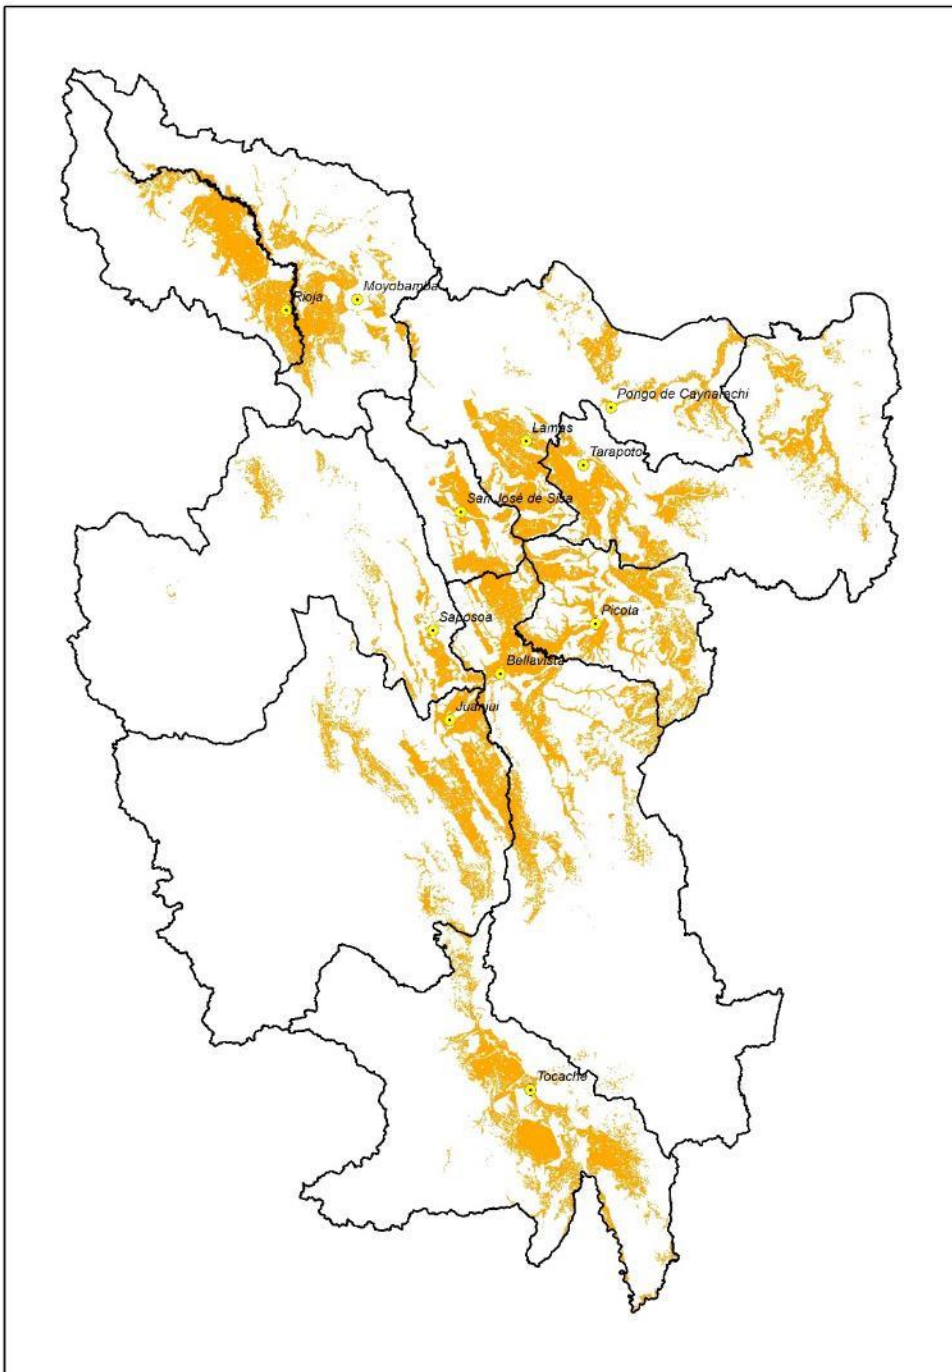 Moyobamba
Rioja
Pongo de Caynarachi
Lamas
Tarapoto
San José de Sisa
Picota
Saposoa
Bellavista
Juanjui
Tocache